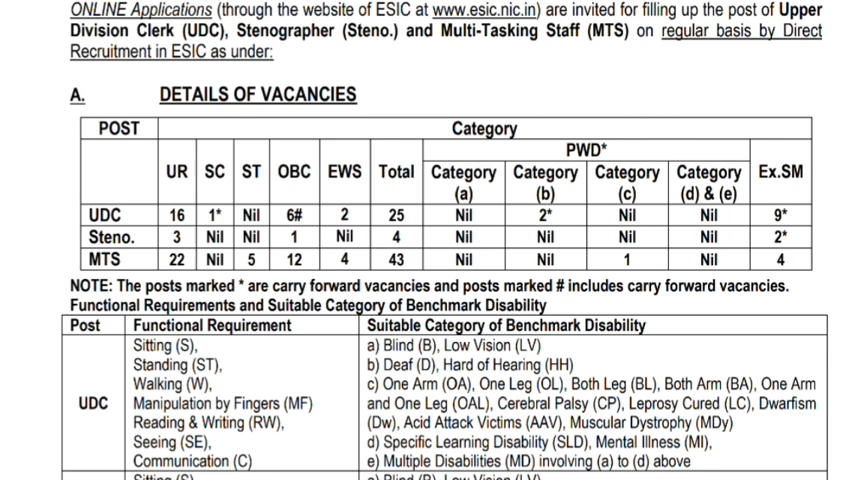 ONLINE Applications (through the website of ESIC at www.esic.nic.in) are invited for filling up the post of Upper
Division Clerk (UDC), Stenographer (Steno.) and Multi-Tasking Staff (MTS) on regular basis by Direct
Recruitment in ESIC as under:
A. DETAILS OF VACANCIES
POST Category
PWD*
UR SC ST OBC EWS Total Category Category Category Category Ex.SM
(a) (b) (c) (d) & (e)
UDC 16 1* Nil 6# 2 25 Nil 2* Nil Nil 9*
Steno. 3 Nil Nil 1 Nil 4 Nil Nil Nil Nil 2*
MTS 22 Nil 5 12 4 43 Nil Nil 1 Nil 4
NOTE: The posts marked * are carry forward vacancies and posts marked # includes carry forward vacancies.
Functional Requirements and Suitable Category of Benchmark Disability
Post Functional Requirement Suitable Category of Benchmark Disability
Sitting (S), a) Blind (B), Low Vision (LV)
Standing (ST), b) Deaf (D), Hard of Hearing (HH)
Walking (W), c) One Arm (OA), One Leg (OL), Both Leg (BL), Both Arm (BA), One Arm
UDC Manipulation by Fingers (MF) and One Leg (OAL), Cerebral Palsy (CP), Leprosy Cured (LC), Dwarfism
Reading & Writing (RW), (Dw), Acid Attack Victims (AAV), Muscular Dystrophy (MDy)
Seeing (SE), d) Specific Learning Disability (SLD), Mental Illness (MI),
Communication (C) e) Multiple Disabilities (MD) involving (a) to (d) above
Sitting (S) a) Blind (B), Low Vision (LV)